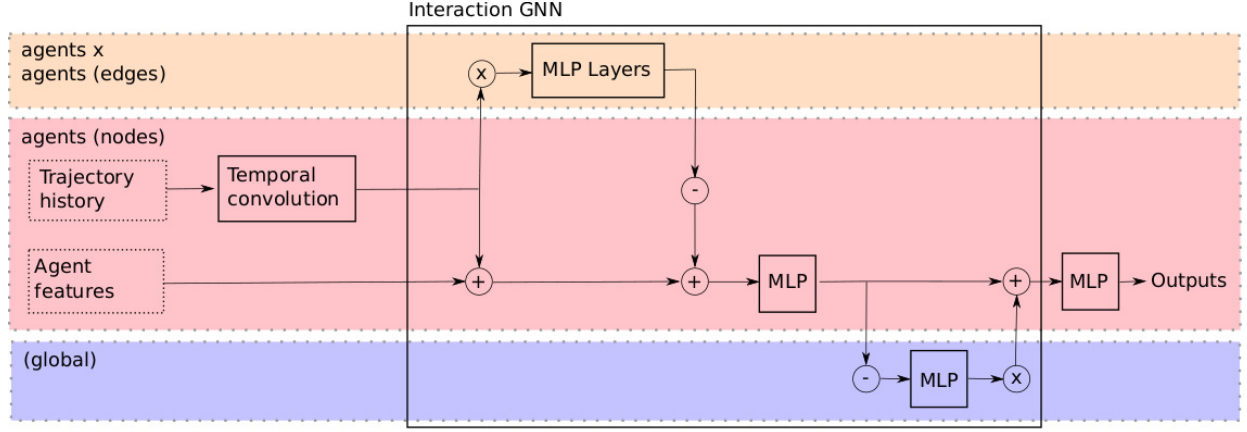 Interaction GNN
agents x
agents (edges)
x
MLP Layers
agents (nodes)
Trajectory
history
Temporal
convolution
-
Agent
features
+
+
MLP
+
MLP
Outputs
(global)
-
MLP
x